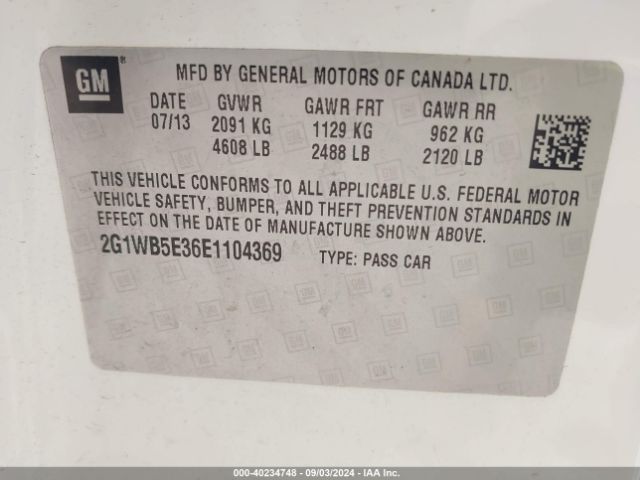 GM®
MFD BY GENERAL MOTORS OF CANADA LTD.
DATE GVWR GAWR FRT GAWR RR
07/13 2091 KG 1129 KG 962 KG
4608 LB 2488 LB 2120 LB
THIS VEHICLE CONFORMS TO ALL APPLICABLE U.S. FEDERAL MOTOR
VEHICLE SAFETY, BUMPER, AND THEFT PREVENTION STANDARDS IN
EFFECT ON THE DATE OF MANUFACTURE SHOWN ABOVE.
2G1WB5E36E1104369 TYPE: PASS CAR
000-40234748 - 09/03/2024 - IAA Inc.